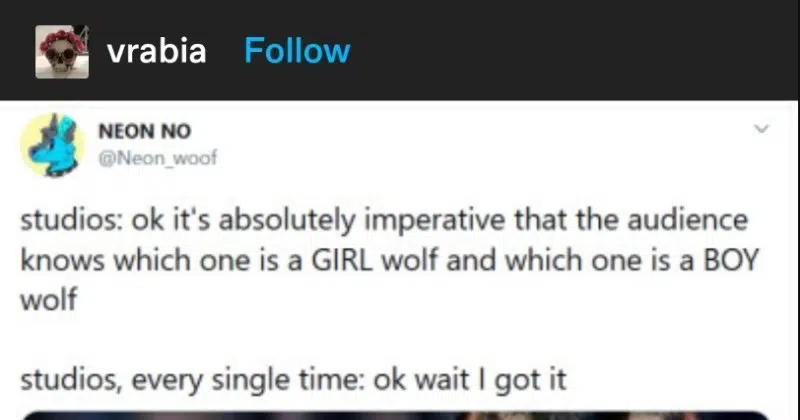 vrabia Follow
NEON NO
@Neon_woof
studios: ok it's absolutely imperative that the audience
knows which one is a GIRL wolf and which one is a BOY
wolf
studios, every single time: ok wait I got it